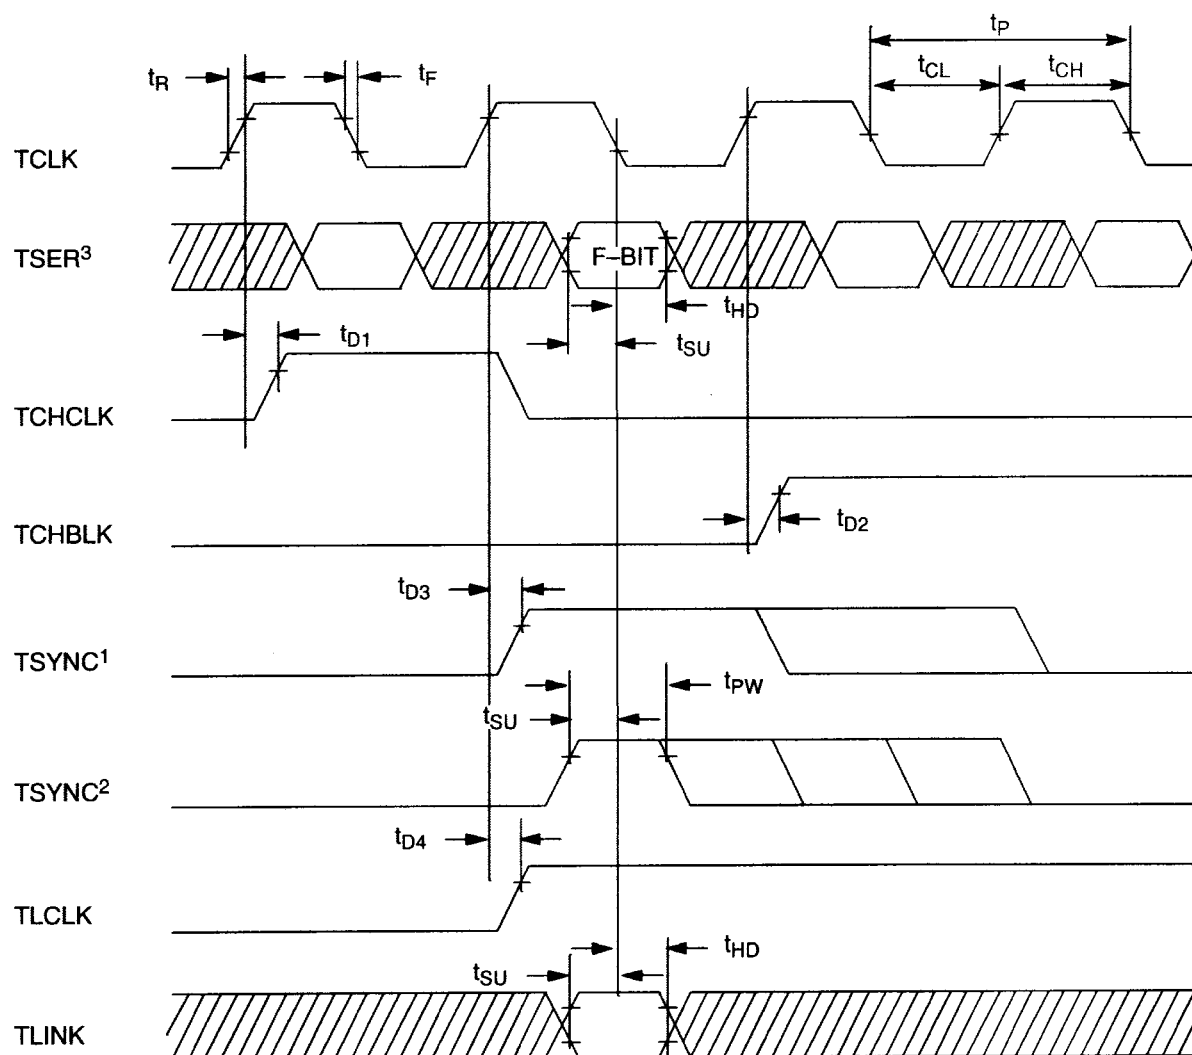 tP
tR
tF
tCL
tCH
TCLK
TSER3
F–BIT
tHD
tD1
tSU
TCHCLK
TCHBLK
tD2
tD3
TSYNC1
tPW
tSU
TSYNC2
tD4
TLCLK
tHD
tSU
TLINK